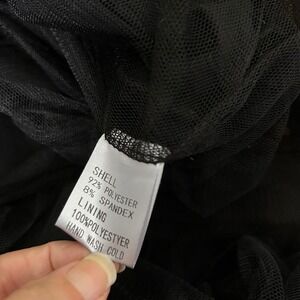 SHELL
92% POLYESTER
8% SPANDEX
LINING
100%POLYESTYER
HAND WASH COLD